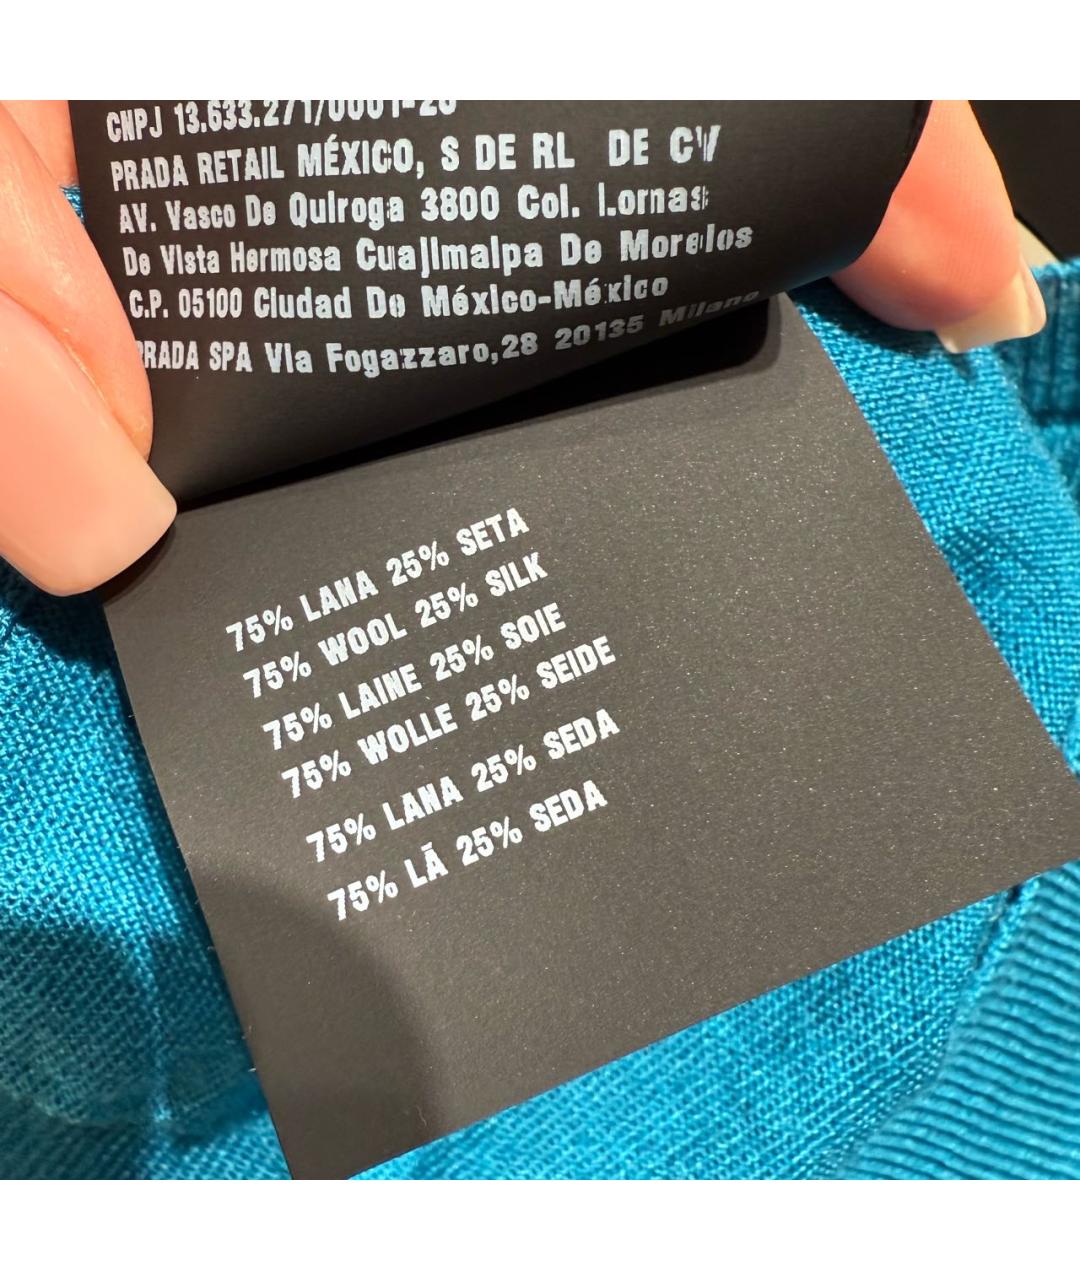 CNPJ 13.633.271/0001-20
PRADA RETAIL MÉXICO, S DE RL DE CV
AV. Vasco De Quiroga 3800 Col. Lomas
De Vista Hermosa Cuajimalpa De Morelos
C.P. 05100 Ciudad De México-México
PRADA SPA Via Fogazzaro,28 20135 Milano
75% LANA 25% SETA
75% WOOL 25% SILK
75% LAINE 25% SOIE
75% WOLLE 25% SEIDE
75% LANA 25% SEDA
75% LÃ 25% SEDA